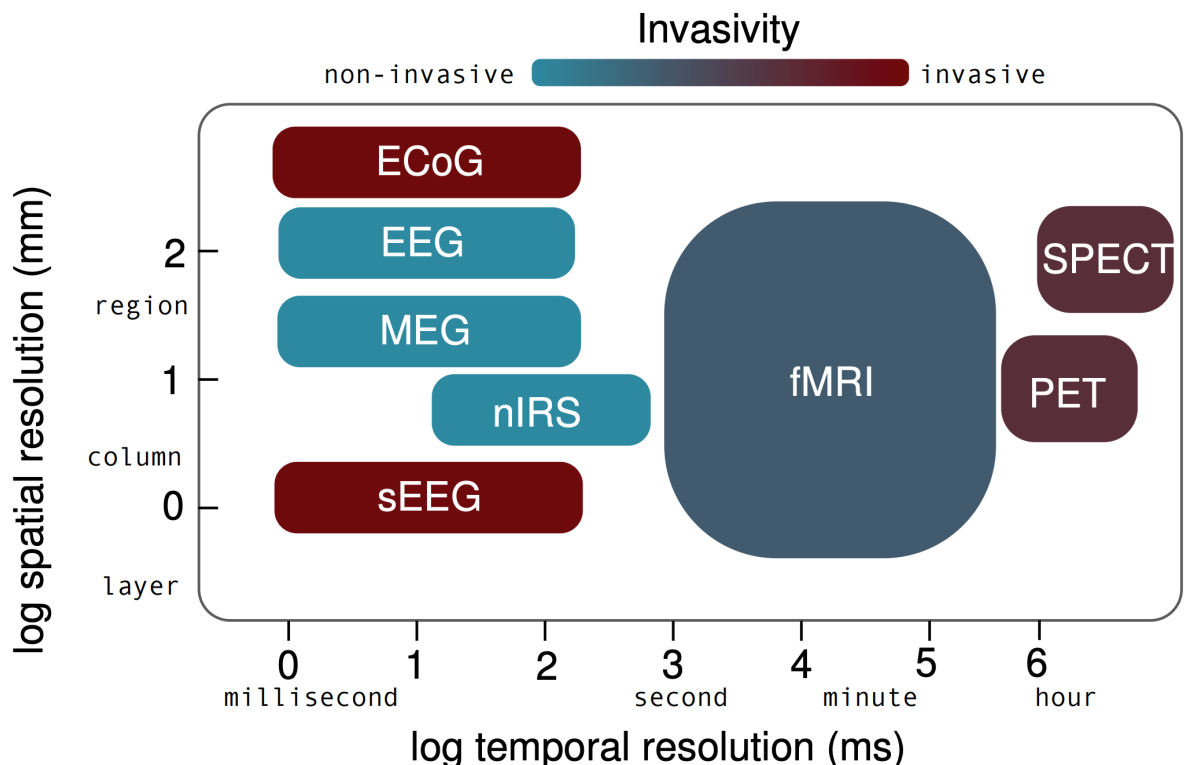 Invasivity
non-invasive
invasive
log spatial resolution (mm)
2
region
1
column
0
layer
ECoG
EEG
MEG
nIRS
sEEG
fMRI
SPECT
PET
0 1 2 3 4 5 6
millisecond second minute hour
log temporal resolution (ms)